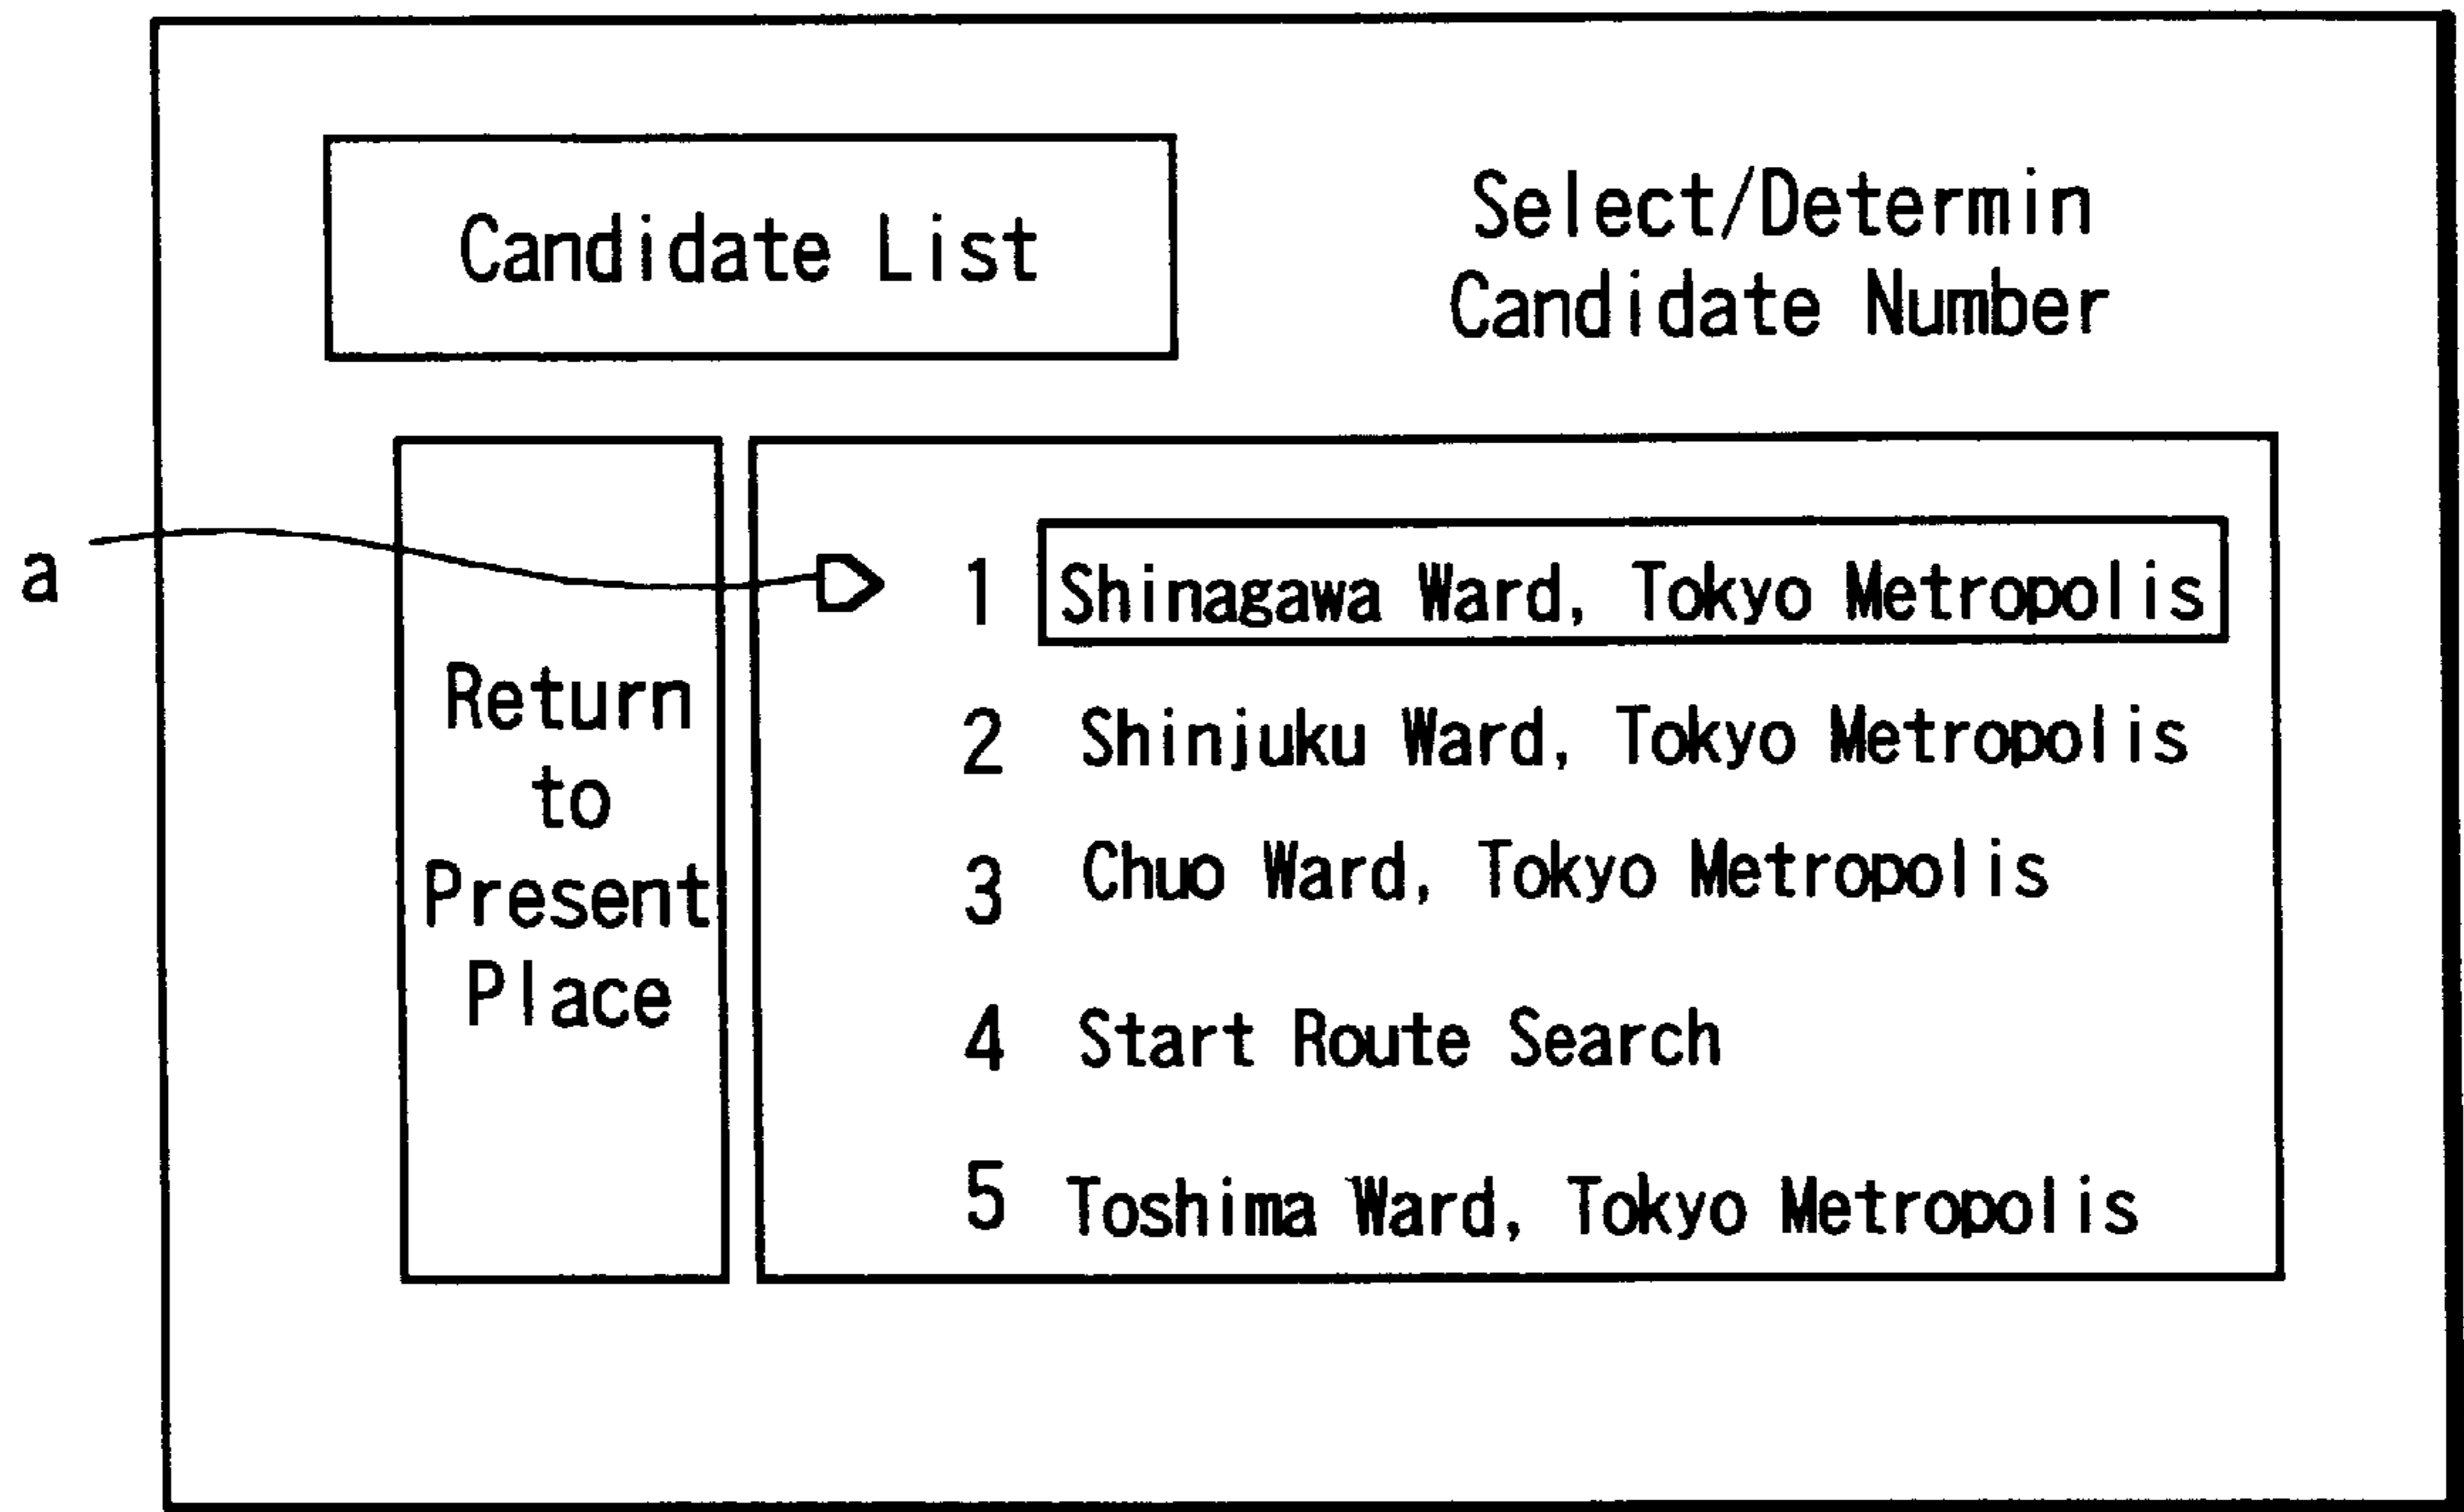 Candidate List
Select/Determin
Candidate Number
a
Return
to
Present
Place
1 Shinagawa Ward, Tokyo Metropolis
2 Shinjuku Ward, Tokyo Metropolis
3 Chuo Ward, Tokyo Metropolis
4 Start Route Search
5 Toshima Ward, Tokyo Metropolis